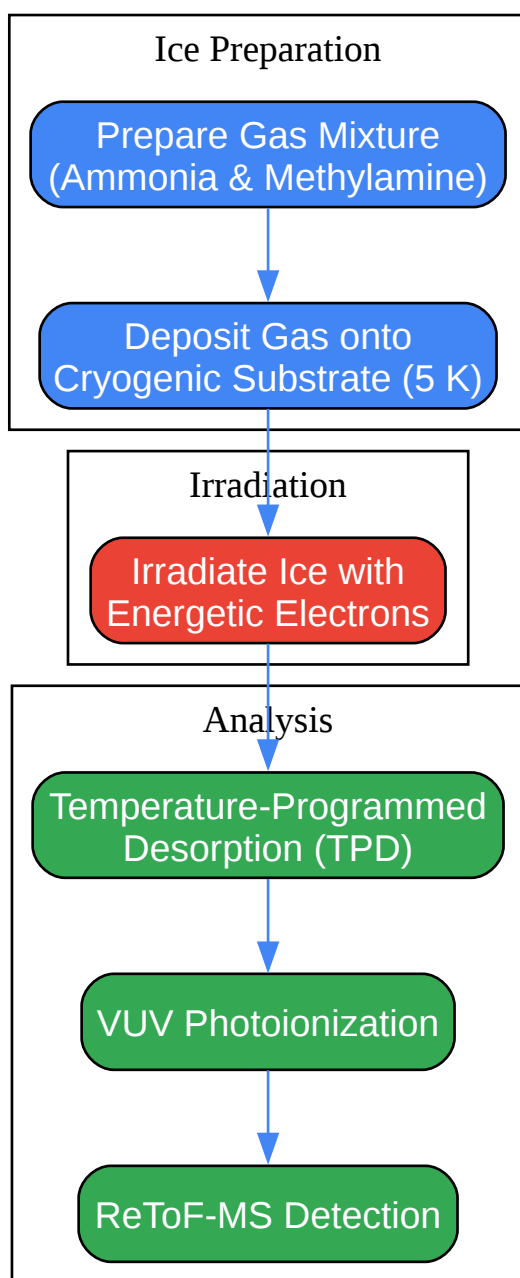 Ice Preparation
Prepare Gas Mixture
(Ammonia & Methylamine)
Deposit Gas onto
Cryogenic Substrate (5 K)
Irradiation
Irradiate Ice with
Energetic Electrons
Analysis
Temperature-Programmed
Desorption (TPD)
VUV Photoionization
ReToF-MS Detection